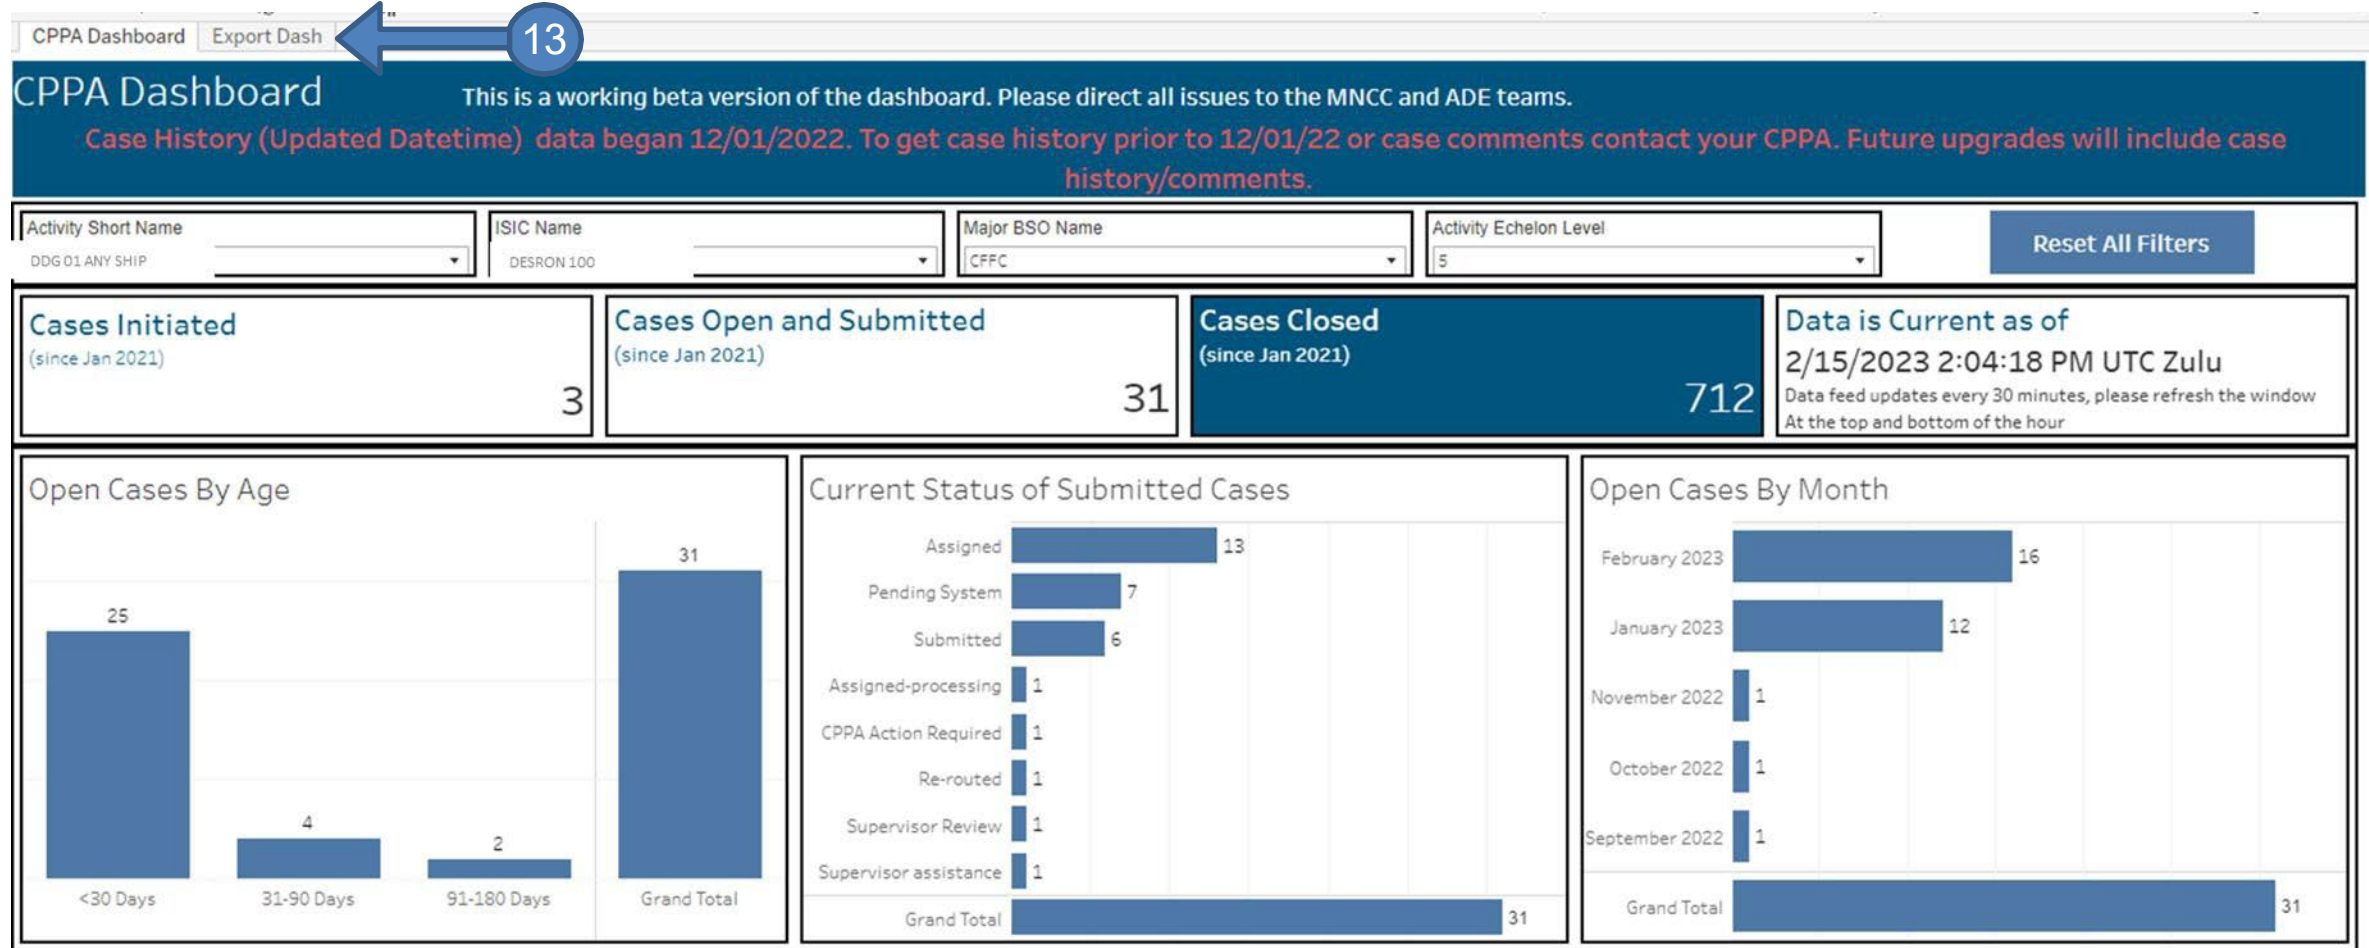 CPPA Dashboard
Export Dash
13
CPPA Dashboard
This is a working beta version of the dashboard. Please direct all issues to the MNCC and ADE teams.
Case History (Updated Datetime)  data began 12/01/2022. To get case history prior to 12/01/22 or case comments contact your CPPA. Future upgrades will include case
history/comments.
Activity Short Name
DDG 01 ANY SHIP
ISIC Name
DESRON 100
Major BSO Name
CFFC
Activity Echelon Level
5
Reset All Filters
Cases Initiated
(since Jan 2021)
3
Cases Open and Submitted
(since Jan 2021)
31
Cases Closed
(since Jan 2021)
712
Data is Current as of
2/15/2023 2:04:18 PM UTC Zulu
Data feed updates every 30 minutes, please refresh the window
At the top and bottom of the hour
Open Cases By Age
25
4
2
31
<30 Days
31-90 Days
91-180 Days
Grand Total
Current Status of Submitted Cases
Assigned 13
Pending System 7
Submitted 6
Assigned-processing 1
CPPA Action Required 1
Re-routed 1
Supervisor Review 1
Supervisor assistance 1
Grand Total 31
Open Cases By Month
February 2023 16
January 2023 12
November 2022 1
October 2022 1
September 2022 1
Grand Total 31